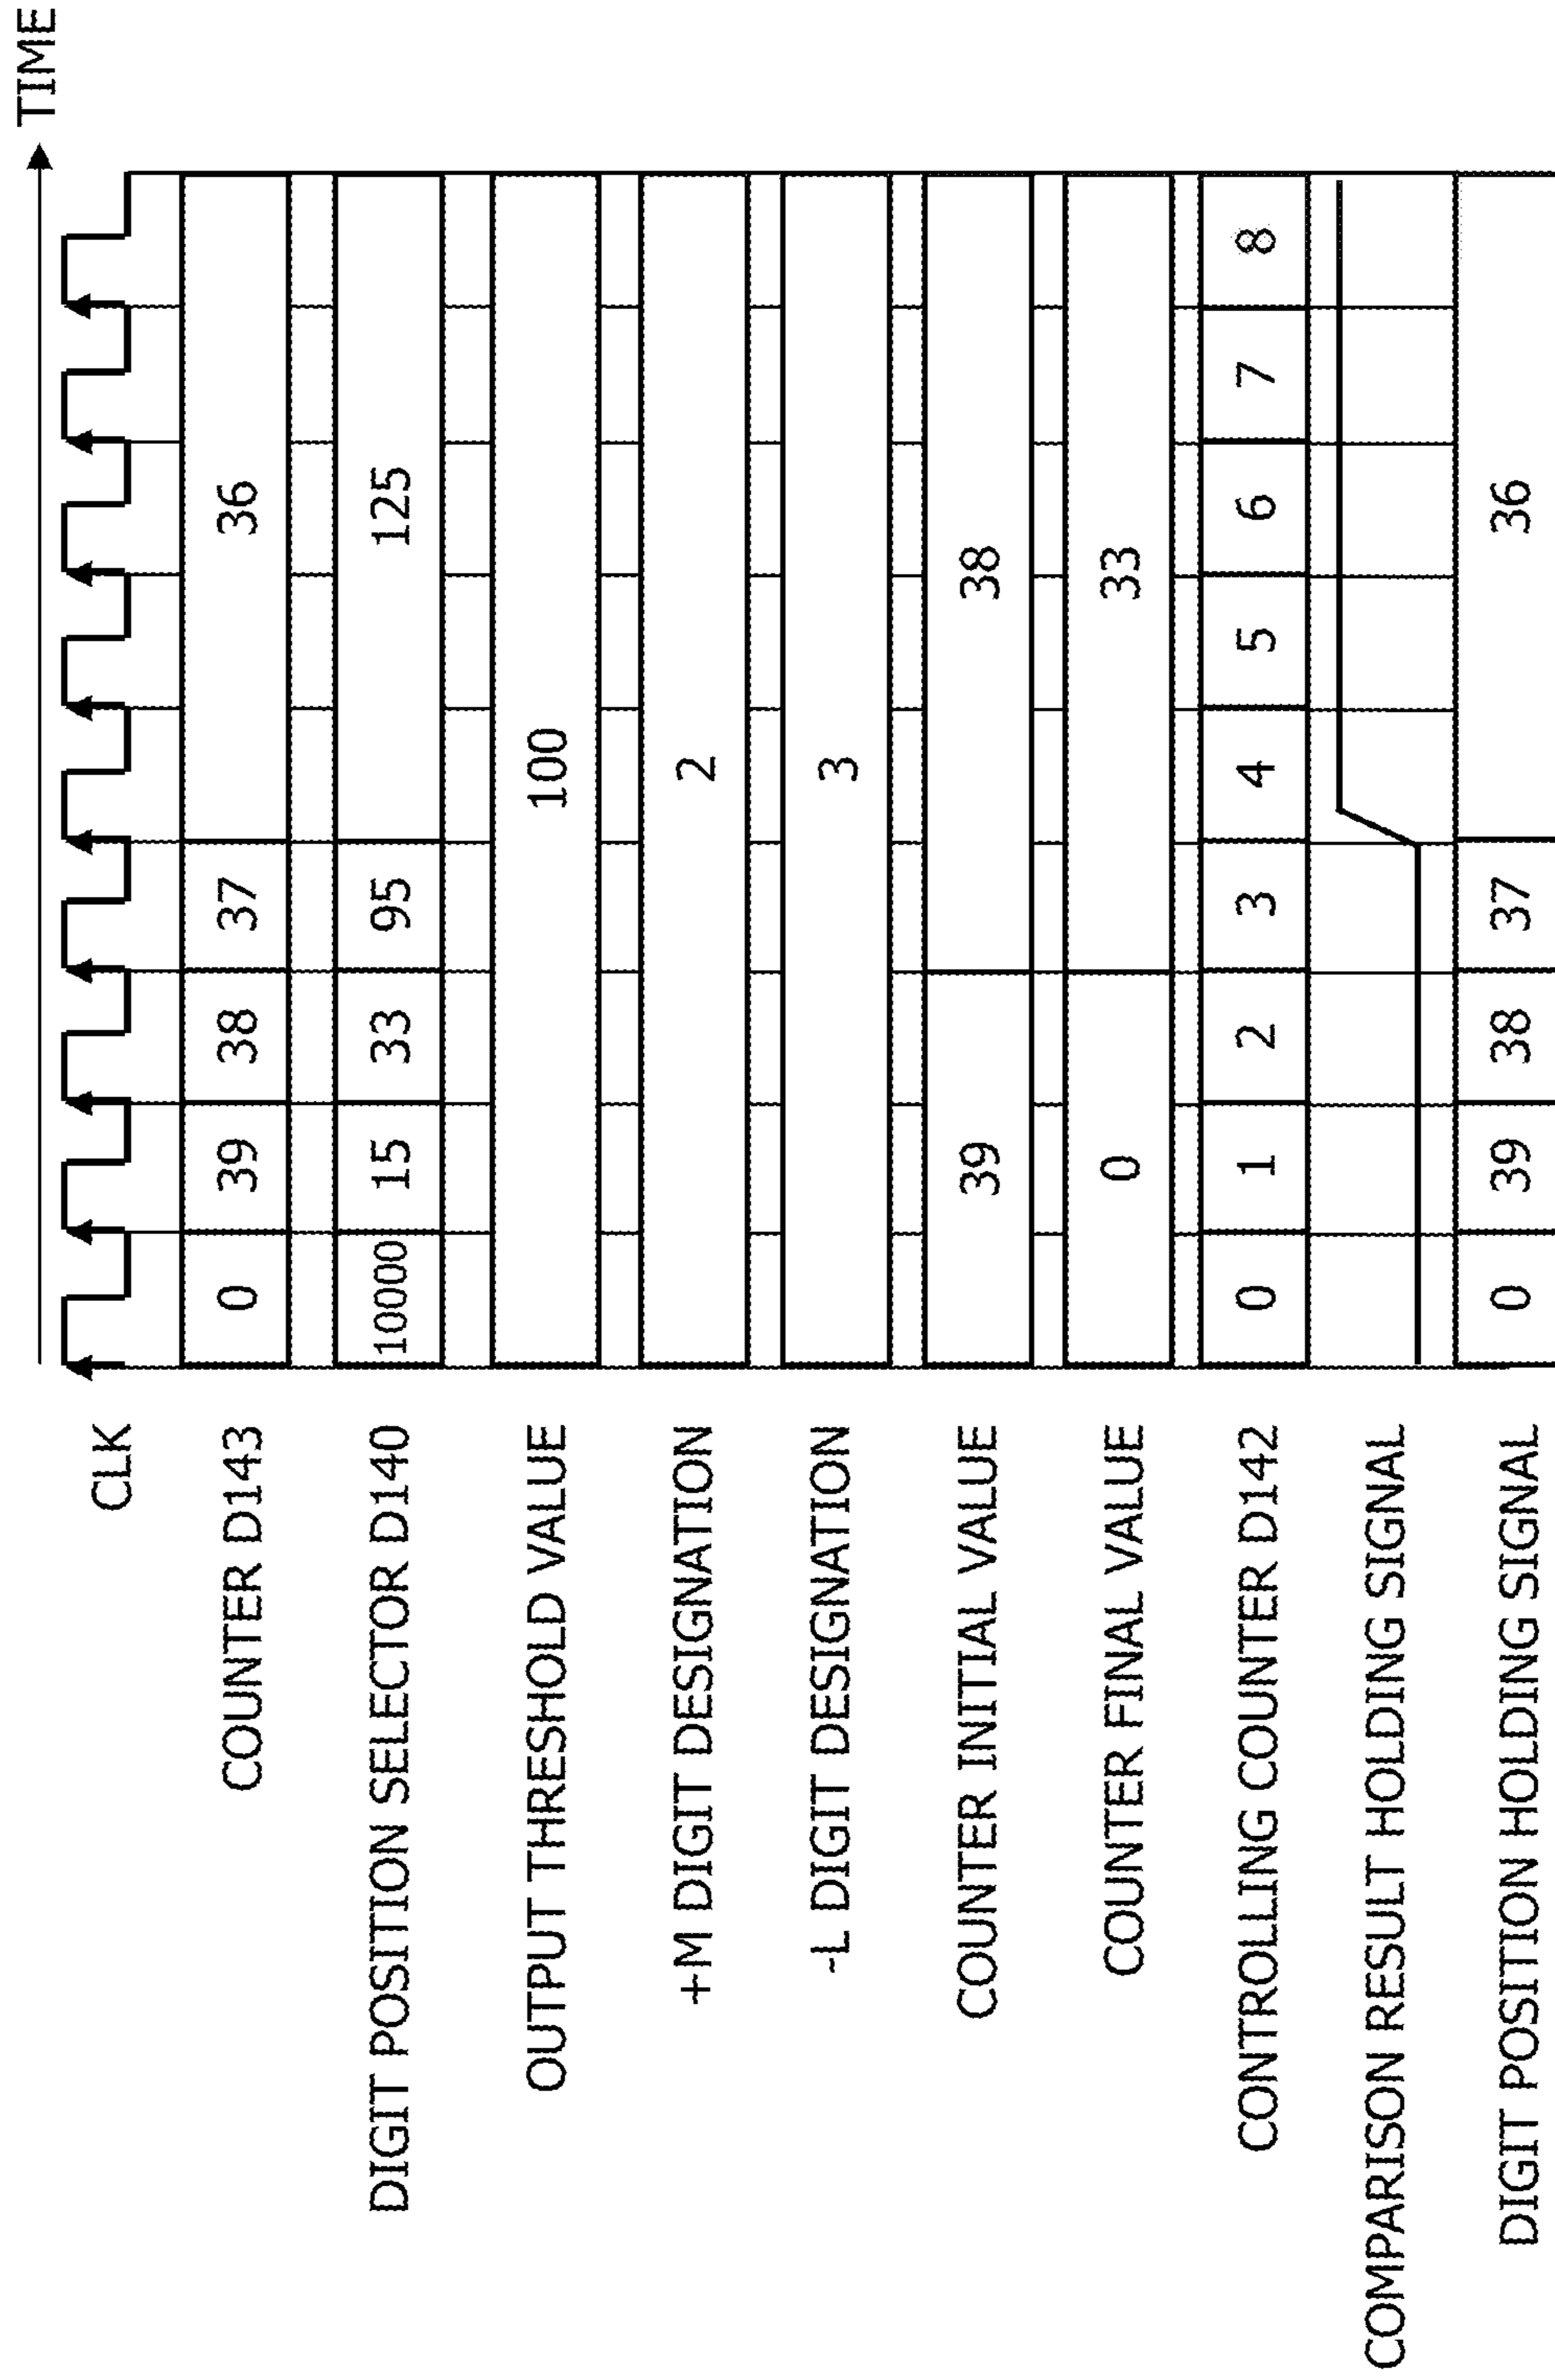 TIME
CLK
COUNTER D143 0 39 38 37 36
DIGIT POSITION SELECTOR D140 10000 15 33 95 125
OUTPUT THRESHOLD VALUE 100
+M DIGIT DESIGNATION 2
-L DIGIT DESIGNATION 3
COUNTER INITIAL VALUE 39 38
COUNTER FINAL VALUE 0 33
CONTROLLING COUNTER D142 0 1 2 3 4 5 6 7 8
COMPARISON RESULT HOLDING SIGNAL
DIGIT POSITION HOLDING SIGNAL 0 39 38 37 36